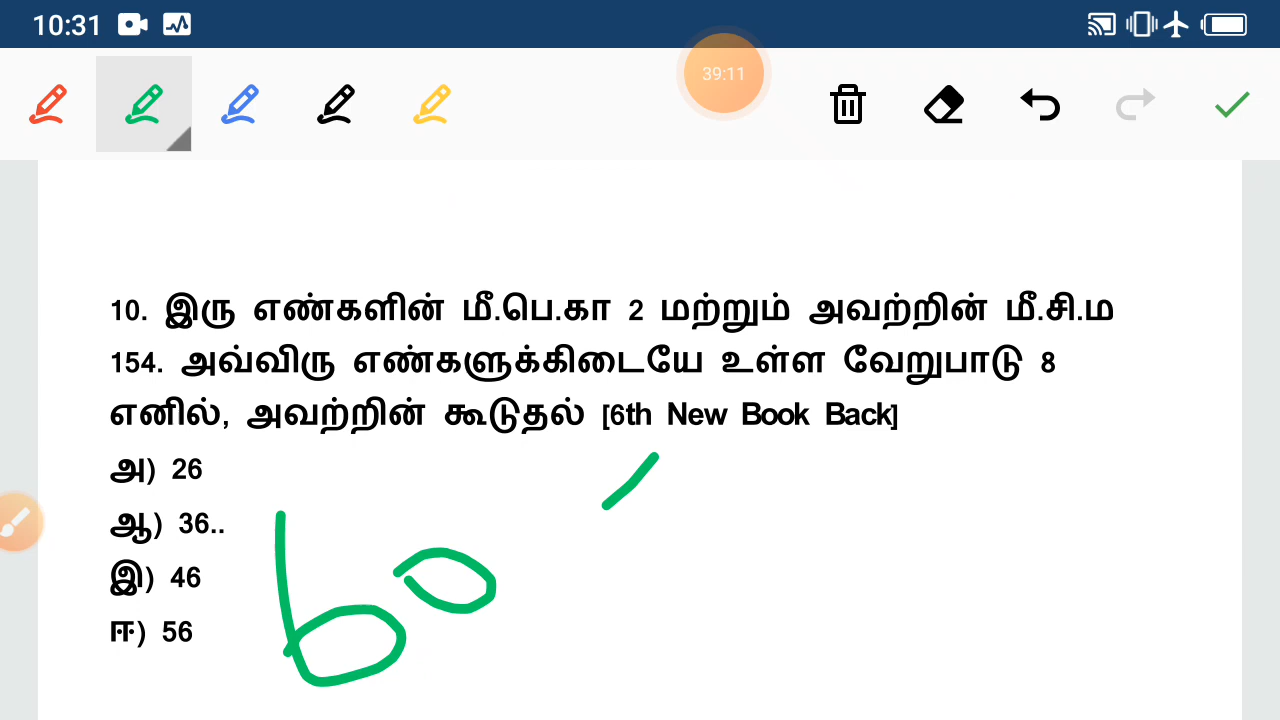 10:31
39:11
10. இரு எண்களின் மீ.பெ.கா 2 மற்றும் அவற்றின் மீ.சி.ம
154. அவ்விரு எண்களுக்கிடையே உள்ள வேறுபாடு 8
எனில், அவற்றின் கூடுதல் [6th New Book Back]
அ) 26
ஆ) 36..
இ) 46
ஈ) 56